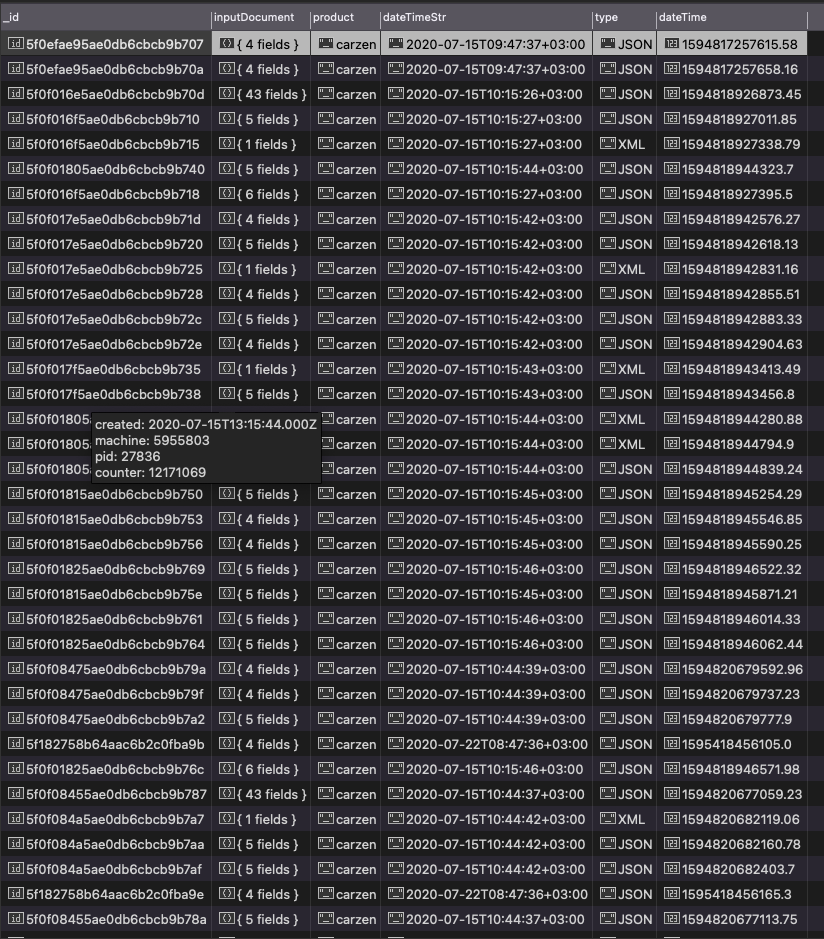 _id inputDocument product dateTimeStr type dateTime
5f0efae95ae0db6cbcb9b707 { 4 fields } carzen 2020-07-15T09:47:37+03:00 JSON 1594817257615.58
5f0efae95ae0db6cbcb9b70a { 4 fields } carzen 2020-07-15T09:47:37+03:00 JSON 1594817257658.16
5f0f016e5ae0db6cbcb9b70d { 43 fields } carzen 2020-07-15T10:15:26+03:00 JSON 1594818926873.45
5f0f016f5ae0db6cbcb9b710 { 5 fields } carzen 2020-07-15T10:15:27+03:00 JSON 1594818927011.85
5f0f016f5ae0db6cbcb9b715 { 1 fields } carzen 2020-07-15T10:15:27+03:00 XML 1594818927338.79
5f0f01805ae0db6cbcb9b740 { 5 fields } carzen 2020-07-15T10:15:44+03:00 JSON 1594818944323.7
5f0f016f5ae0db6cbcb9b718 { 6 fields } carzen 2020-07-15T10:15:27+03:00 JSON 1594818927395.5
5f0f017e5ae0db6cbcb9b71d { 4 fields } carzen 2020-07-15T10:15:42+03:00 JSON 1594818942576.27
5f0f017e5ae0db6cbcb9b720 { 5 fields } carzen 2020-07-15T10:15:42+03:00 JSON 1594818942618.13
5f0f017e5ae0db6cbcb9b725 { 1 fields } carzen 2020-07-15T10:15:42+03:00 XML 1594818942831.16
5f0f017e5ae0db6cbcb9b728 { 4 fields } carzen 2020-07-15T10:15:42+03:00 JSON 1594818942855.51
5f0f017e5ae0db6cbcb9b72c { 5 fields } carzen 2020-07-15T10:15:42+03:00 JSON 1594818942883.33
5f0f017e5ae0db6cbcb9b72e { 4 fields } carzen 2020-07-15T10:15:42+03:00 JSON 1594818942904.63
5f0f017f5ae0db6cbcb9b735 { 1 fields } carzen 2020-07-15T10:15:43+03:00 XML 1594818943413.49
5f0f017f5ae0db6cbcb9b738 { 5 fields } carzen 2020-07-15T10:15:43+03:00 JSON 1594818943456.8
5f0f01805 carzen 2020-07-15T10:15:44+03:00 XML 1594818944280.88
5f0f01805 carzen 2020-07-15T10:15:44+03:00 XML 1594818944794.9
5f0f01805 carzen 2020-07-15T10:15:44+03:00 JSON 1594818944839.24
created: 2020-07-15T13:15:44.000Z
machine: 5955803
pid: 27836
counter: 12171069
5f0f01815ae0db6cbcb9b750 { 5 fields } carzen 2020-07-15T10:15:45+03:00 JSON 1594818945254.29
5f0f01815ae0db6cbcb9b753 { 4 fields } carzen 2020-07-15T10:15:45+03:00 JSON 1594818945546.85
5f0f01815ae0db6cbcb9b756 { 4 fields } carzen 2020-07-15T10:15:45+03:00 JSON 1594818945590.25
5f0f01825ae0db6cbcb9b769 { 5 fields } carzen 2020-07-15T10:15:46+03:00 JSON 1594818946522.32
5f0f01815ae0db6cbcb9b75e { 5 fields } carzen 2020-07-15T10:15:45+03:00 JSON 1594818945871.21
5f0f01825ae0db6cbcb9b761 { 5 fields } carzen 2020-07-15T10:15:46+03:00 JSON 1594818946014.33
5f0f01825ae0db6cbcb9b764 { 5 fields } carzen 2020-07-15T10:15:46+03:00 JSON 1594818946062.44
5f0f08475ae0db6cbcb9b79a { 4 fields } carzen 2020-07-15T10:44:39+03:00 JSON 1594820679592.96
5f0f08475ae0db6cbcb9b79f { 4 fields } carzen 2020-07-15T10:44:39+03:00 JSON 1594820679737.23
5f0f08475ae0db6cbcb9b7a2 { 5 fields } carzen 2020-07-15T10:44:39+03:00 JSON 1594820679777.9
5f182758b64aac6b2c0fba9b { 4 fields } carzen 2020-07-22T08:47:36+03:00 JSON 1595418456105.0
5f0f01825ae0db6cbcb9b76c { 6 fields } carzen 2020-07-15T10:15:46+03:00 JSON 1594818946571.98
5f0f08455ae0db6cbcb9b787 { 43 fields } carzen 2020-07-15T10:44:37+03:00 JSON 1594820677059.23
5f0f084a5ae0db6cbcb9b7a7 { 1 fields } carzen 2020-07-15T10:44:42+03:00 XML 1594820682119.06
5f0f084a5ae0db6cbcb9b7aa { 5 fields } carzen 2020-07-15T10:44:42+03:00 JSON 1594820682160.78
5f0f084a5ae0db6cbcb9b7af { 5 fields } carzen 2020-07-15T10:44:42+03:00 JSON 1594820682403.7
5f182758b64aac6b2c0fba9e { 4 fields } carzen 2020-07-22T08:47:36+03:00 JSON 1595418456165.3
5f0f08455ae0db6cbcb9b78a { 5 fields } carzen 2020-07-15T10:44:37+03:00 JSON 1594820677113.75